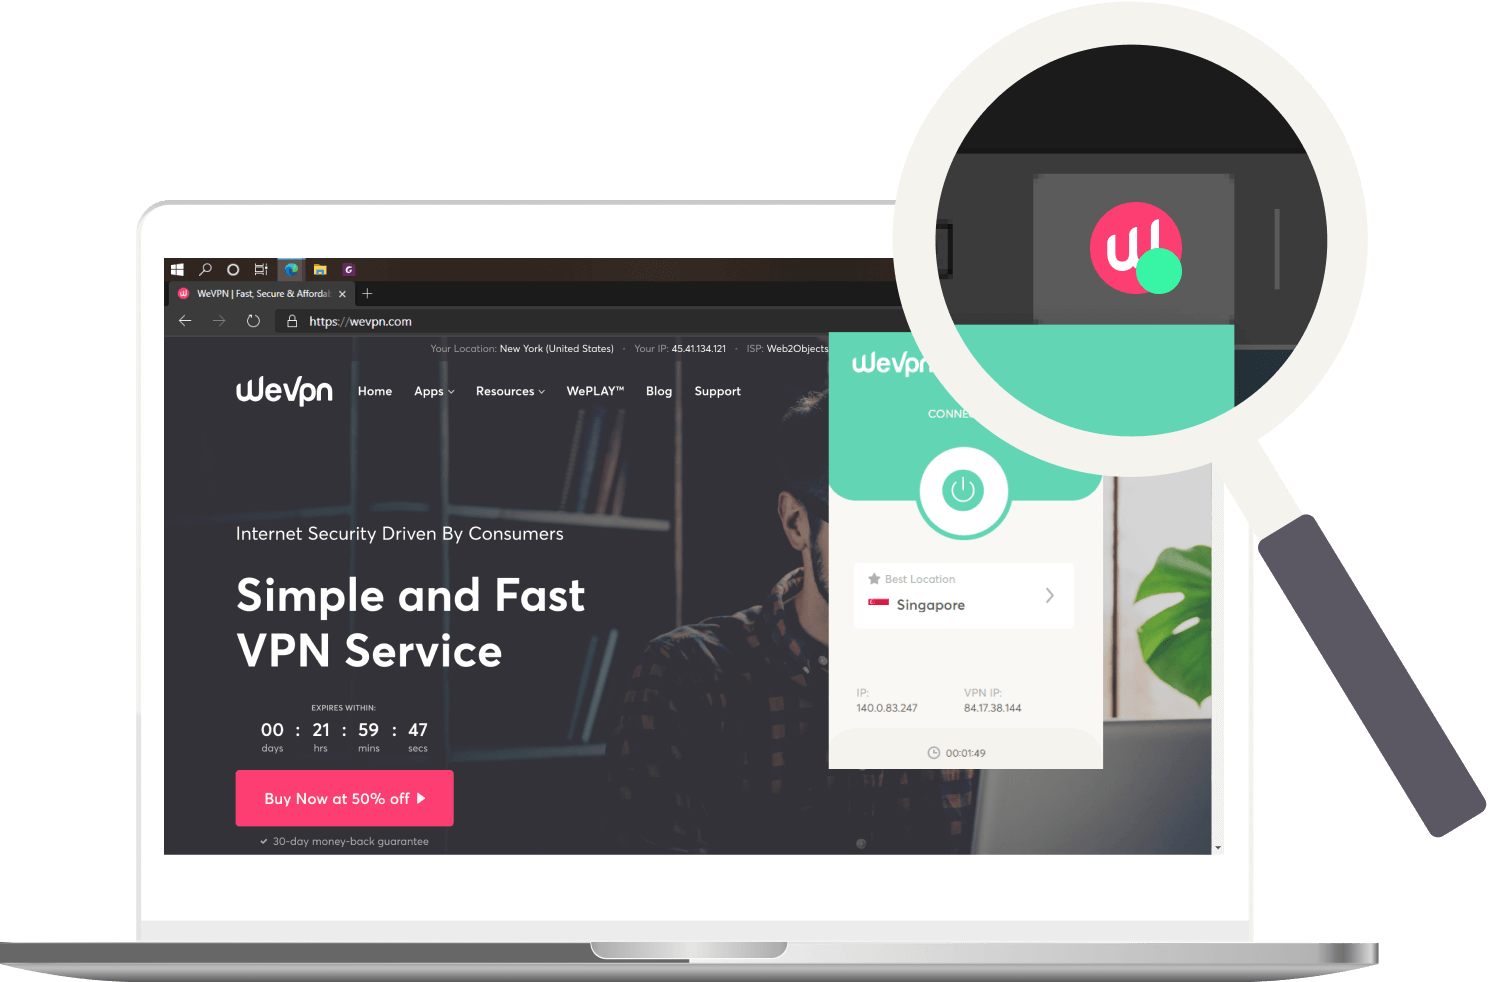 WeVPN | Fast, Secure & Affordab
https://wevpn.com
Your Location: New York (United States) · Your IP: 45.41.134.121 · ISP: Web2Objects
WeVpn
Home Apps Resources WePLAY™ Blog Support
Internet Security Driven By Consumers
Simple and Fast
VPN Service
EXPIRES WITHIN:
00 : 21 : 59 : 47
days hrs mins secs
Buy Now at 50% off
30-day money-back guarantee
WeVpn
CONNE
Best Location
Singapore
IP: VPN IP:
140.0.83.247 84.17.38.144
00:01:49